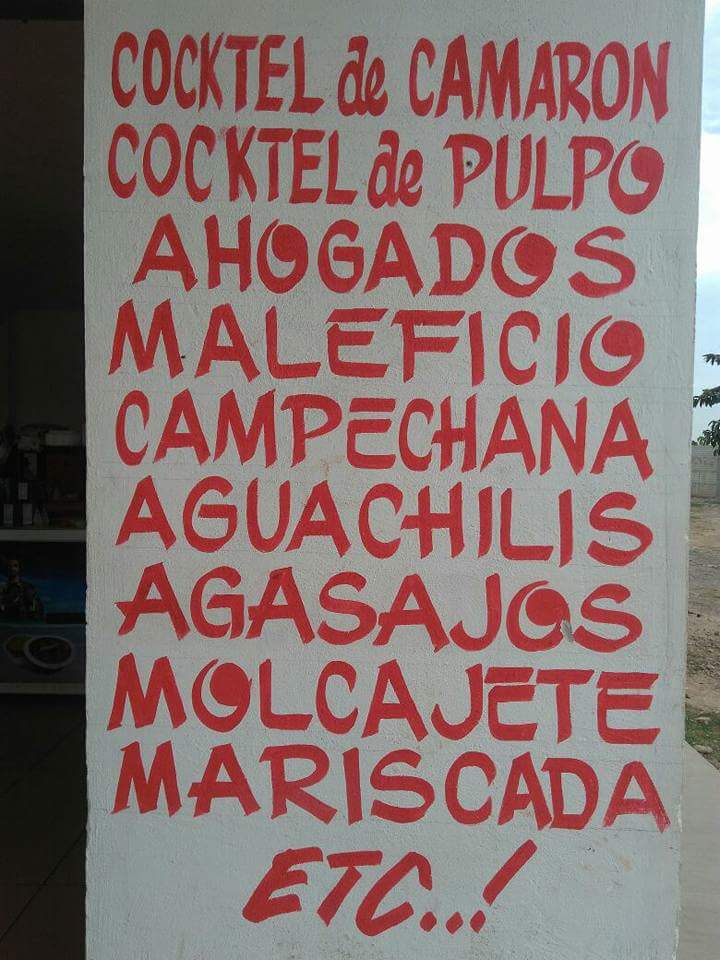 COCKTEL de CAMARON
COCKTEL de PULPO
AHOGADOS
MALEFICIO
CAMPECHANA
AGUACHILIS
AGASAJOS
MOLCAJETE
MARISCADA
ETC..!